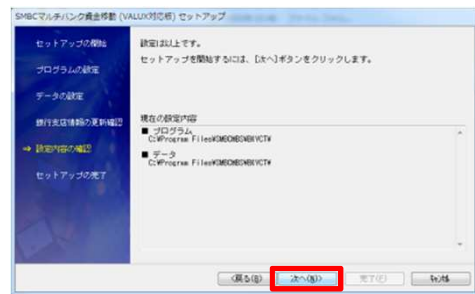 SMBCマルチバンク資金移動 (VALUX対応版) セットアップ
セットアップの開始
プログラムの設定
データの設定
銀行支店情報の更新確認
⇒ 設定内容の確認
セットアップの完了
設定は以上です。
セットアップを開始するには、[次へ]ボタンをクリックします。
現在の設定内容
■ プログラム
■ データ
<戻る(B)
次へ(N)>
完了(F)
キャンセル